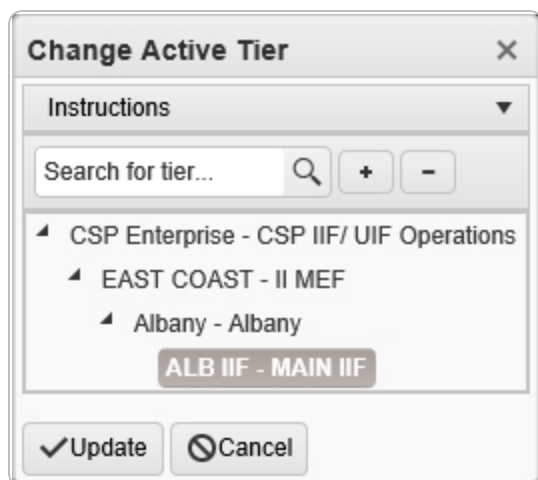 Change Active Tier
Instructions
Search for tier...
CSP Enterprise - CSP IIF/ UIF Operations
EAST COAST - II MEF
Albany - Albany
ALB IIF - MAIN IIF
Update Cancel